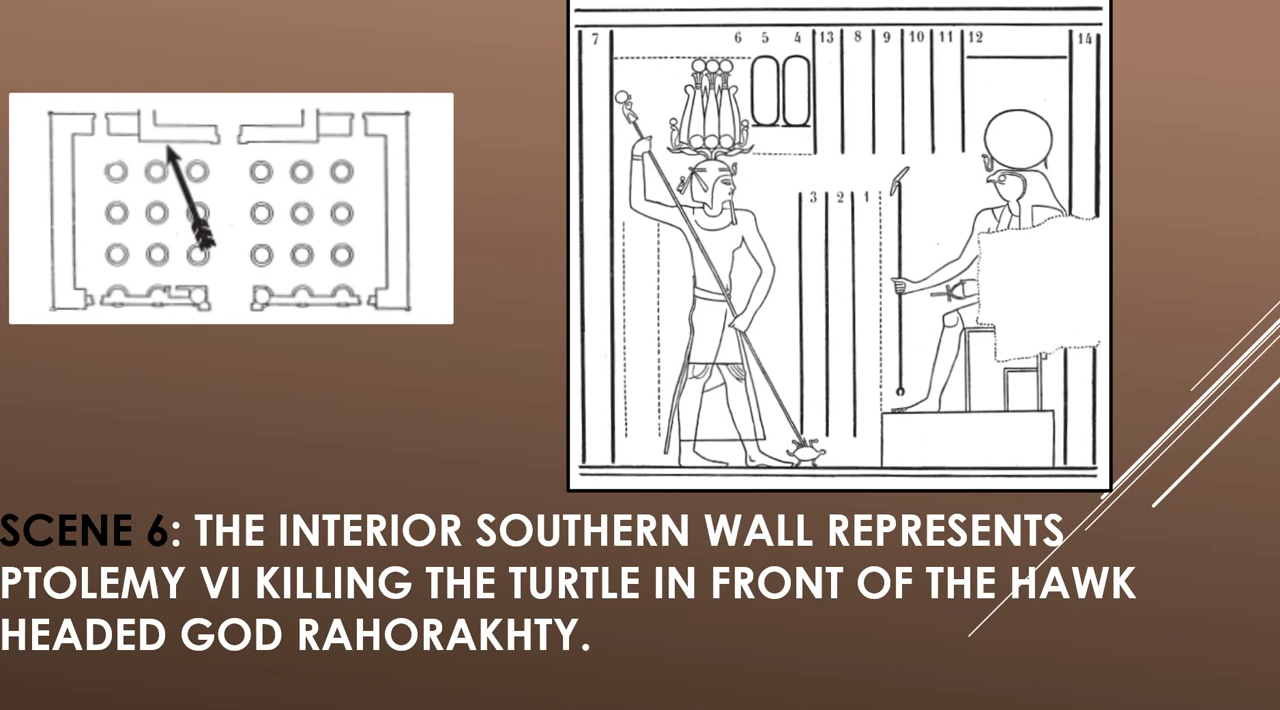 7 6 5 4 13 8 9 10 11 12 14
3 2 1
SCENE 6: THE INTERIOR SOUTHERN WALL REPRESENTS
PTOLEMY VI KILLING THE TURTLE IN FRONT OF THE HAWK
HEADED GOD RAHORAKHTY.